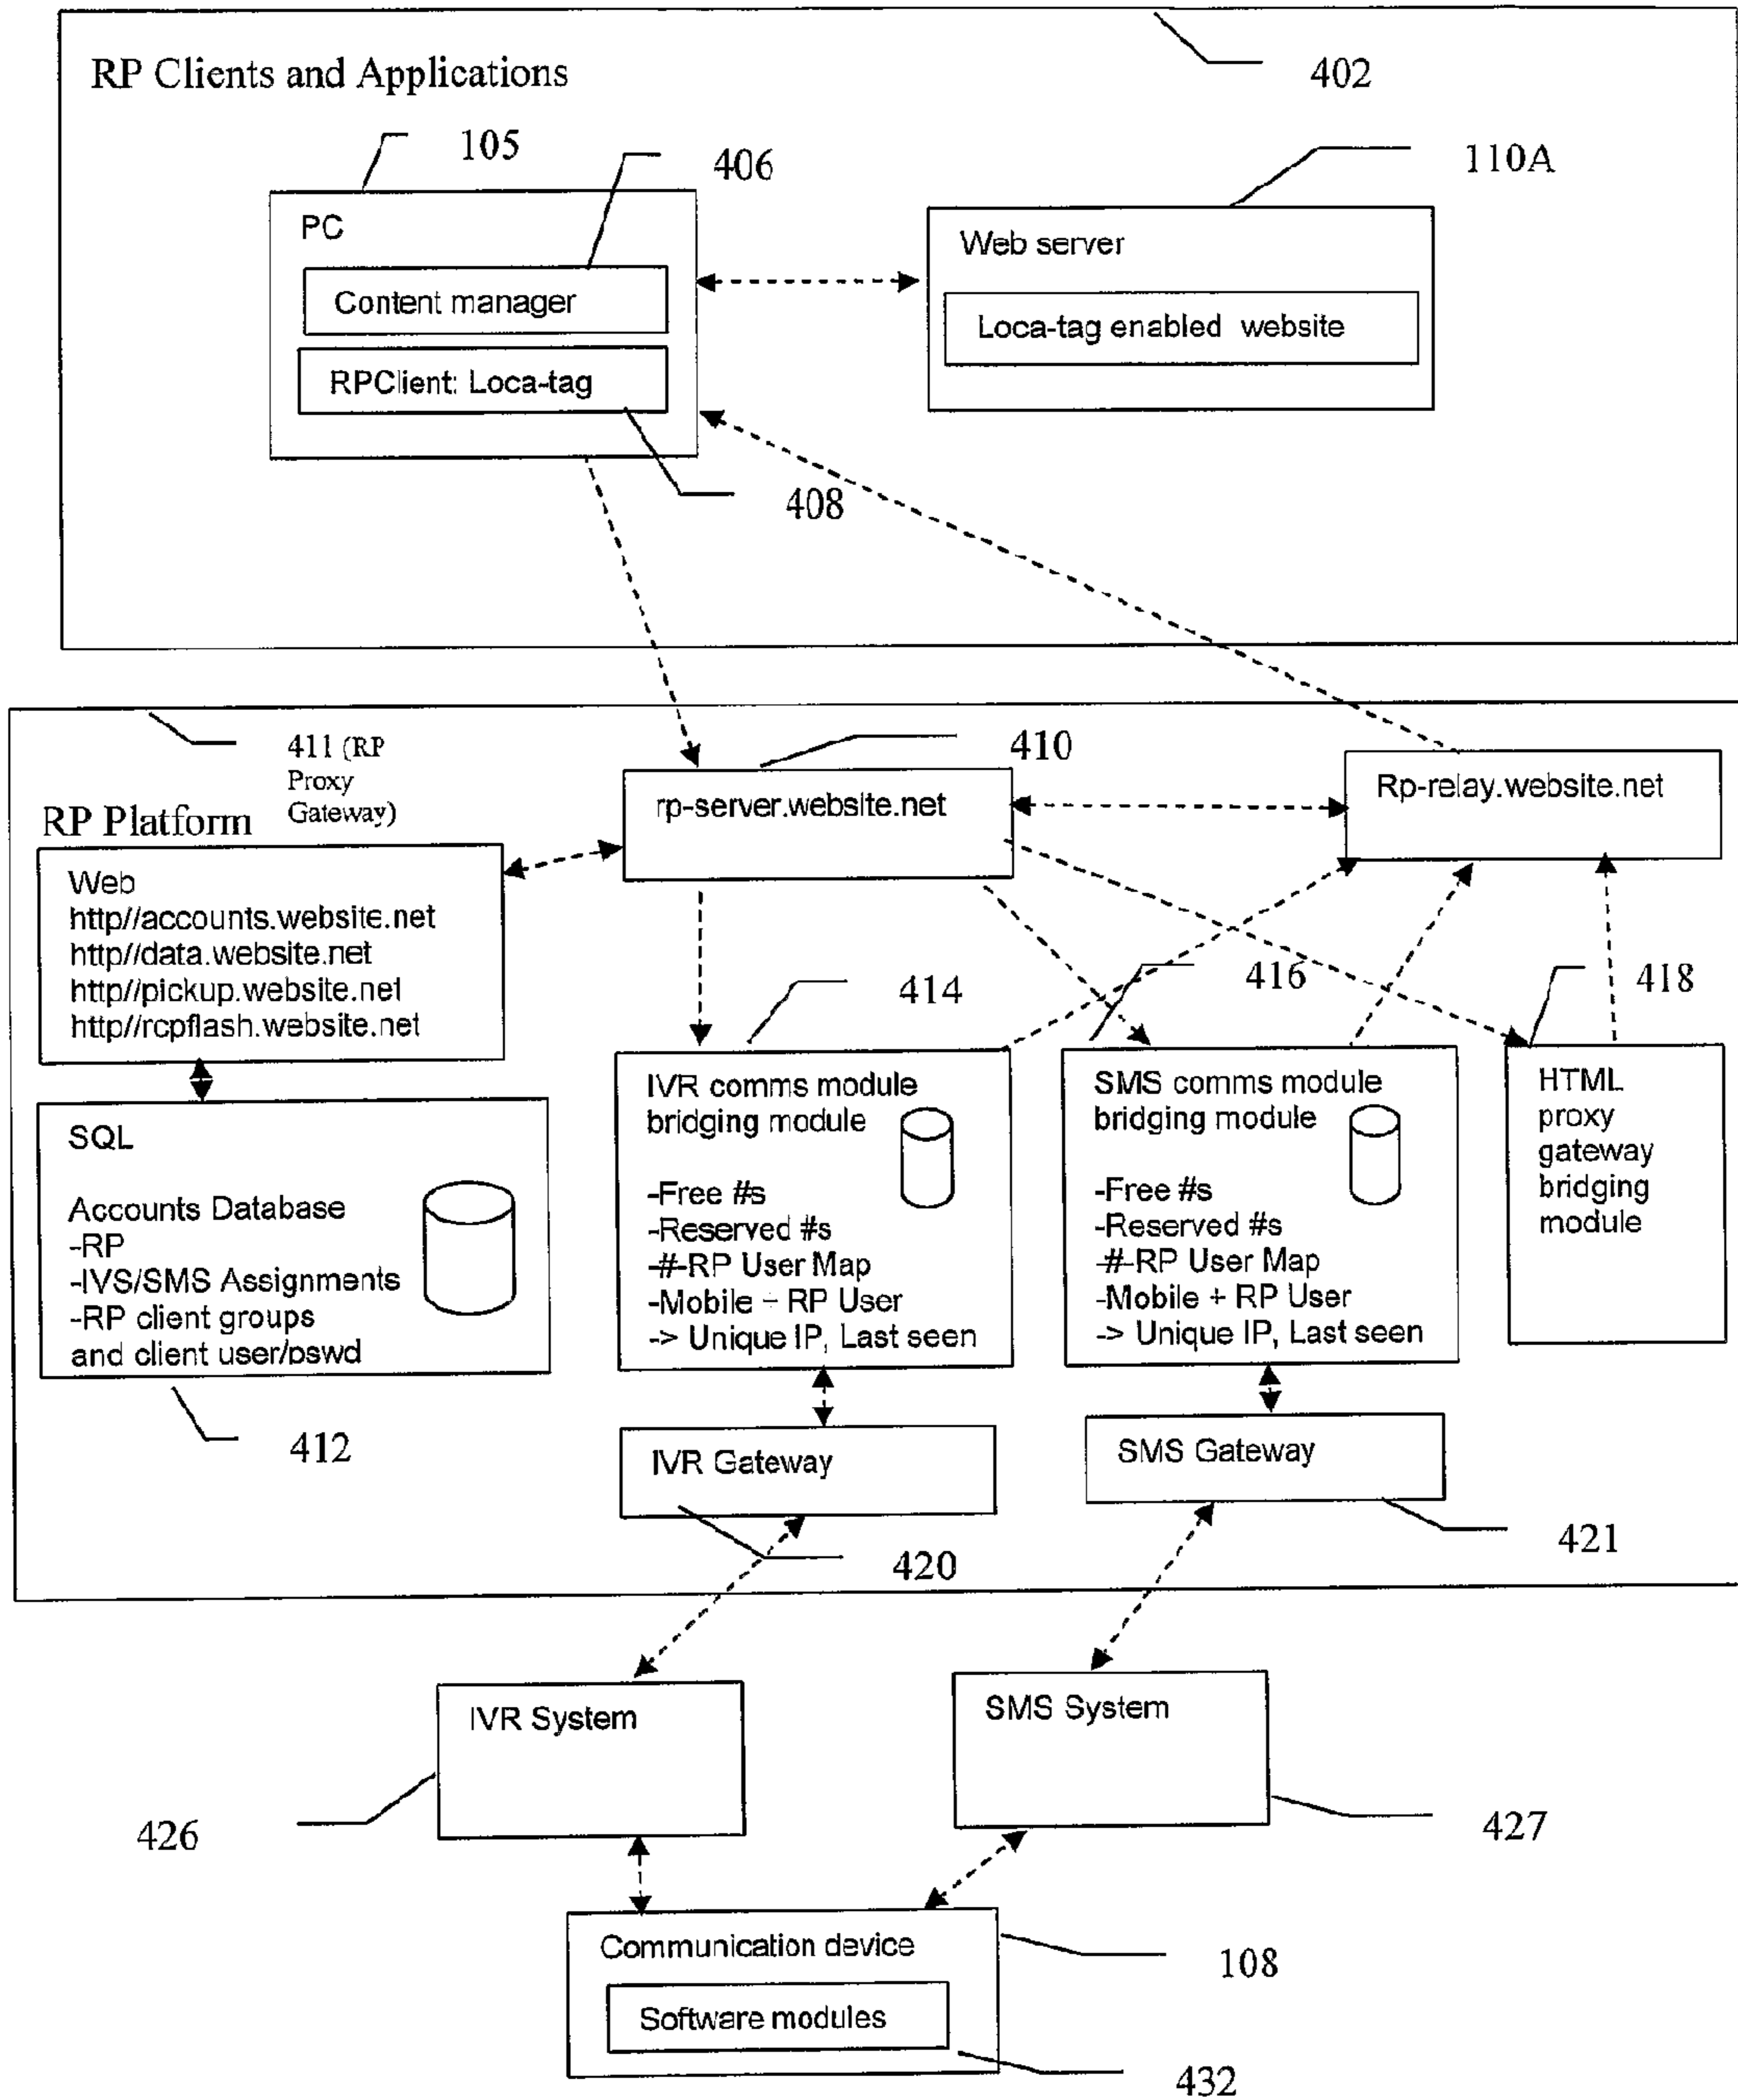 402
RP Clients and Applications
105
406
110A
PC
Content manager
RPClient: Loca-tag
Web server
Loca-tag enabled website
408
411 (RP
Proxy
Gateway)
410
RP Platform
rp-server.website.net
Rp-relay.website.net
Web
http//accounts.website.net
http//data.website.net
http//pickup.website.net
http//rcpflash.website.net
414
416
418
SQL
Accounts Database
-RP
-IVS/SMS Assignments
-RP client groups
and client user/pswd
412
IVR comms module
bridging module
-Free #s
-Reserved #s
-#-RP User Map
-Mobile + RP User
-> Unique IP, Last seen
SMS comms module
bridging module
-Free #s
-Reserved #s
-#-RP User Map
-Mobile + RP User
-> Unique IP, Last seen
HTML
proxy
gateway
bridging
module
IVR Gateway
SMS Gateway
420
421
IVR System
SMS System
426
427
Communication device
Software modules
108
432